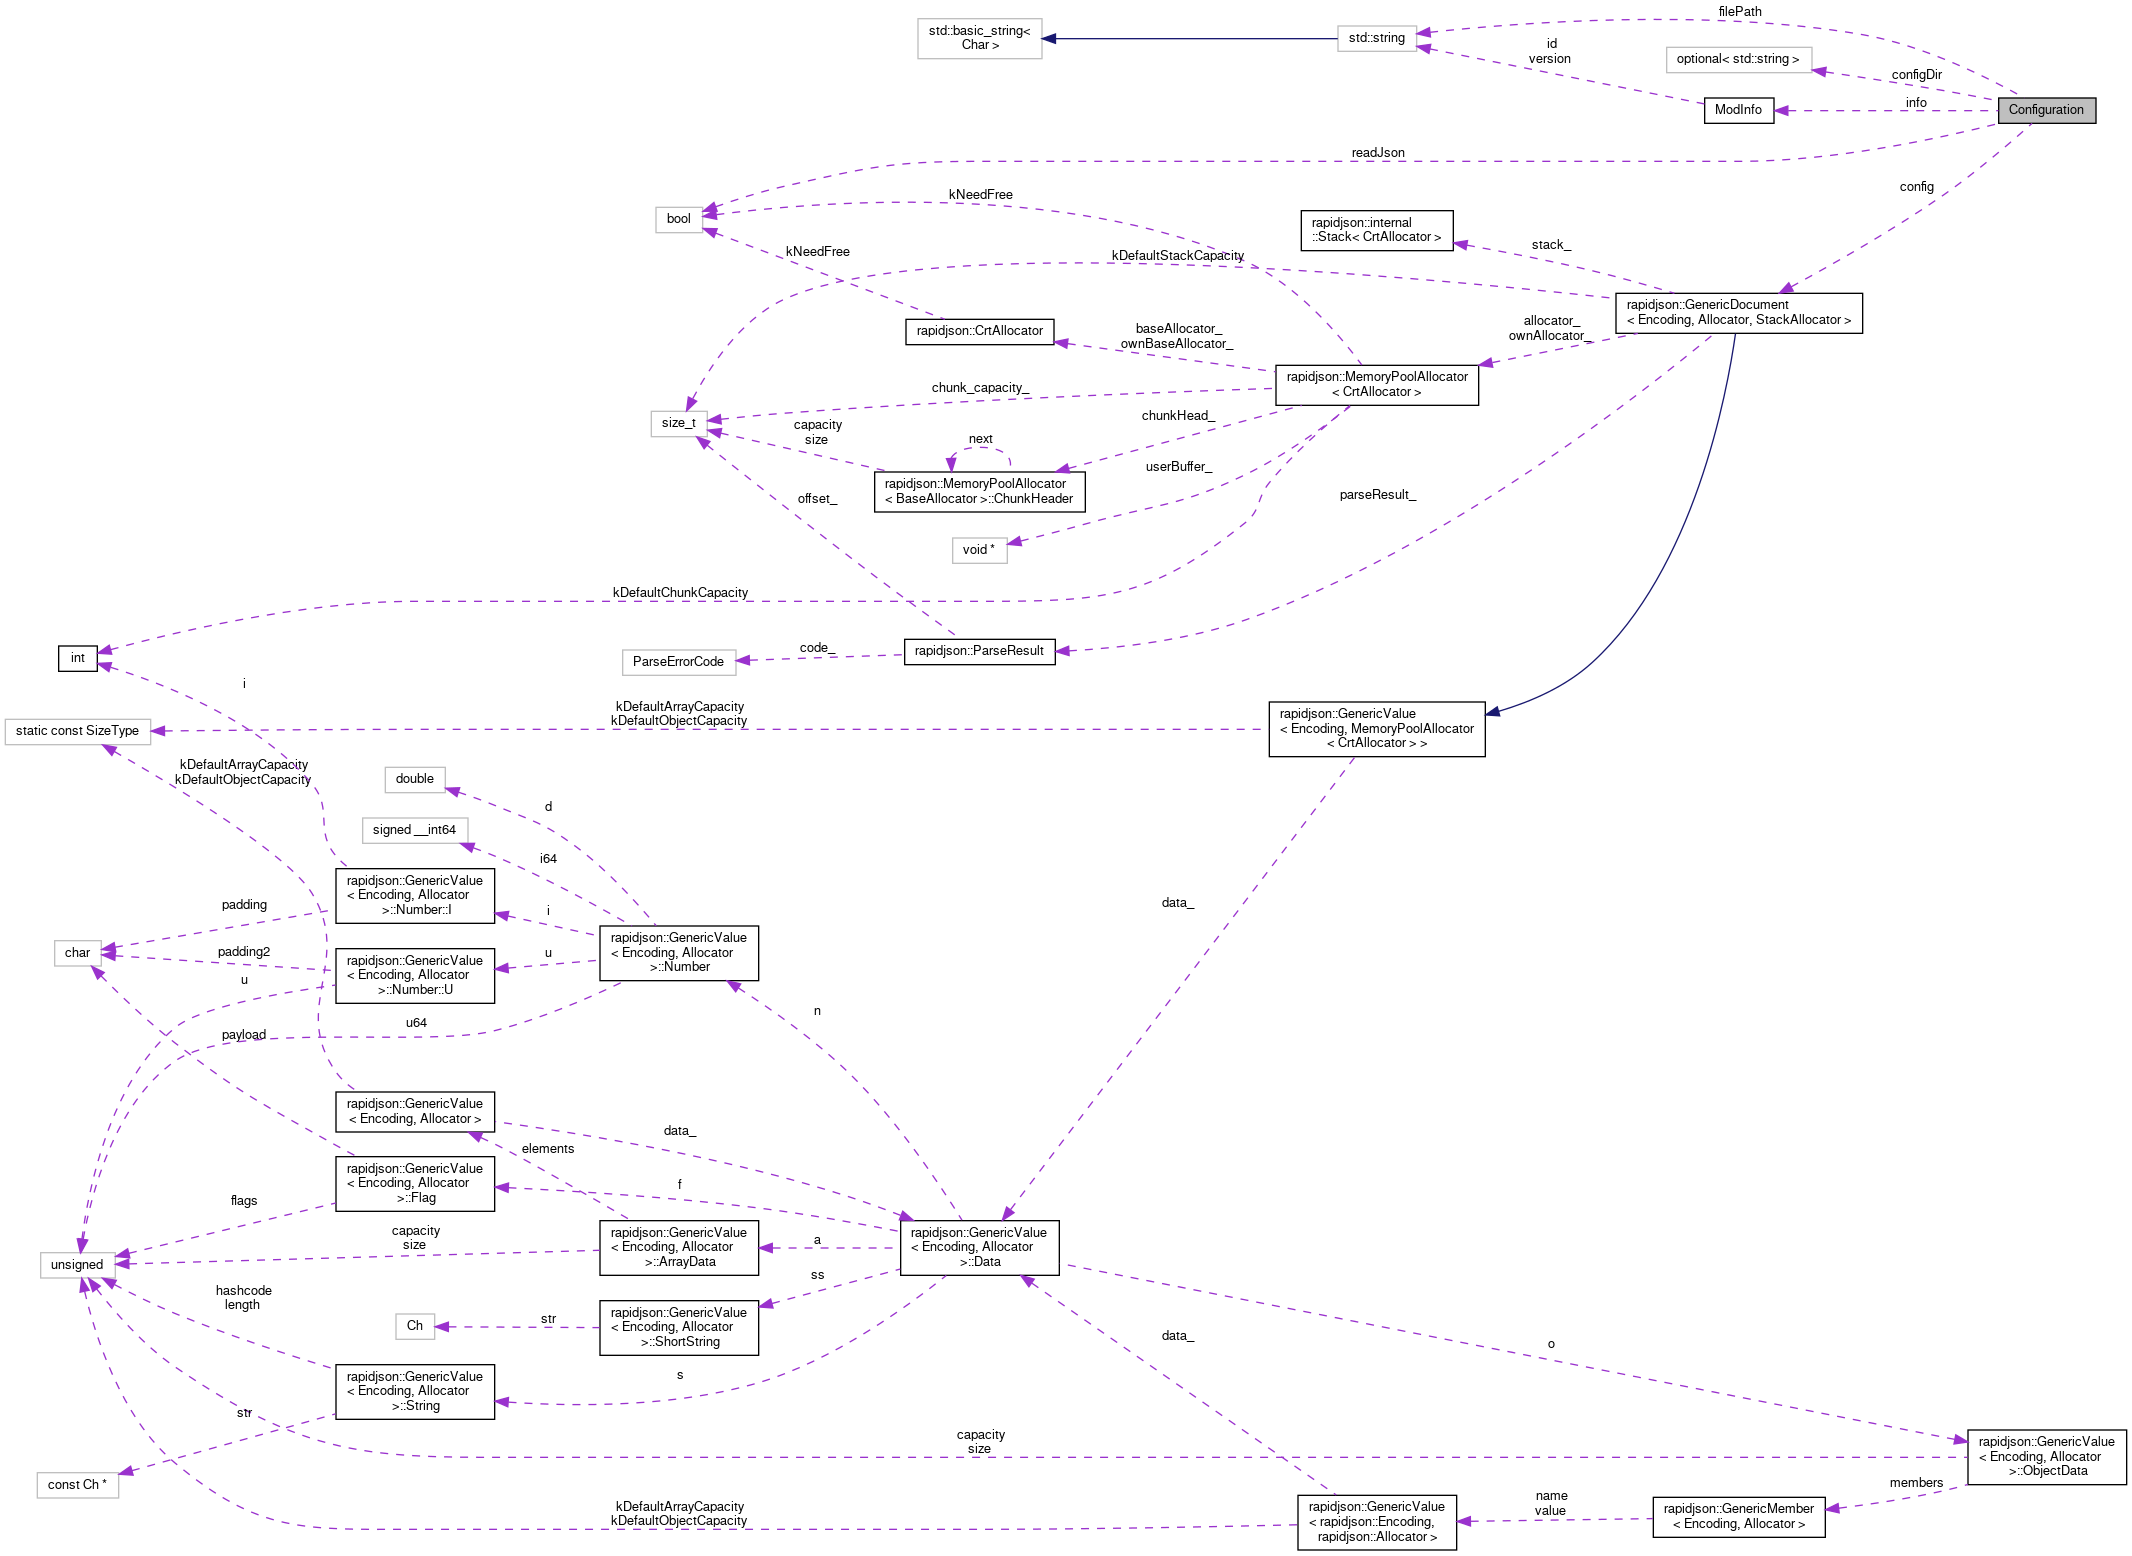 filePath
std::basic_string<
Char >
std::string
id
version
optional< std::string >
configDir
ModInfo
info
Configuration
readJson
config
kNeedFree
bool
rapidjson::internal
::Stack< CrtAllocator >
stack_
kNeedFree
kDefaultStackCapacity
rapidjson::GenericDocument
< Encoding, Allocator, StackAllocator >
rapidjson::CrtAllocator
baseAllocator_
ownBaseAllocator_
allocator_
ownAllocator_
rapidjson::MemoryPoolAllocator
< CrtAllocator >
chunk_capacity_
size_t
capacity
size
chunkHead_
next
userBuffer_
rapidjson::MemoryPoolAllocator
< BaseAllocator >::ChunkHeader
offset_
parseResult_
void *
kDefaultChunkCapacity
int
ParseErrorCode
code_
rapidjson::ParseResult
i
static const SizeType
kDefaultArrayCapacity
kDefaultObjectCapacity
rapidjson::GenericValue
< Encoding, MemoryPoolAllocator
< CrtAllocator > >
kDefaultArrayCapacity
kDefaultObjectCapacity
double
d
signed __int64
i64
rapidjson::GenericValue
< Encoding, Allocator
>::Number::I
padding
i
data_
char
padding2
rapidjson::GenericValue
< Encoding, Allocator
>::Number::U
u
rapidjson::GenericValue
< Encoding, Allocator
>::Number
u
payload
u64
n
rapidjson::GenericValue
< Encoding, Allocator >
data_
elements
rapidjson::GenericValue
< Encoding, Allocator
>::Flag
flags
f
unsigned
capacity
size
rapidjson::GenericValue
< Encoding, Allocator
>::ArrayData
a
rapidjson::GenericValue
< Encoding, Allocator
>::Data
hashcode
length
Ch
str
rapidjson::GenericValue
< Encoding, Allocator
>::ShortString
ss
data_
o
rapidjson::GenericValue
< Encoding, Allocator
>::String
s
str
const Ch *
capacity
size
rapidjson::GenericValue
< Encoding, Allocator
>::ObjectData
members
kDefaultArrayCapacity
kDefaultObjectCapacity
rapidjson::GenericValue
< rapidjson::Encoding,
rapidjson::Allocator >
name
value
rapidjson::GenericMember
< Encoding, Allocator >